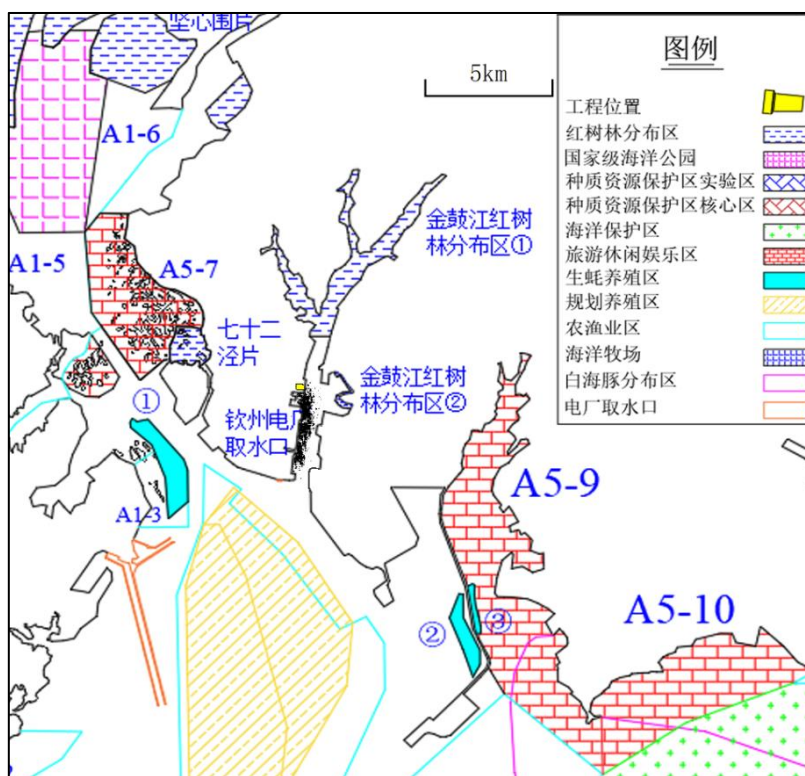 坚心围片
A1-6
5km
金鼓江红树
林分布区①
A1-5
A5-7
七十二
泾片
金鼓江红树
林分布区②
①
钦州电厂
取水口
A1-3
A5-9
②
③
A5-10
图例
工程位置
红树林分布区
国家级海洋公园
种质资源保护区实验区
种质资源保护区核心区
海洋保护区
旅游休闲娱乐区
生蚝养殖区
规划养殖区
农渔业区
海洋牧场
白海豚分布区
电厂取水口